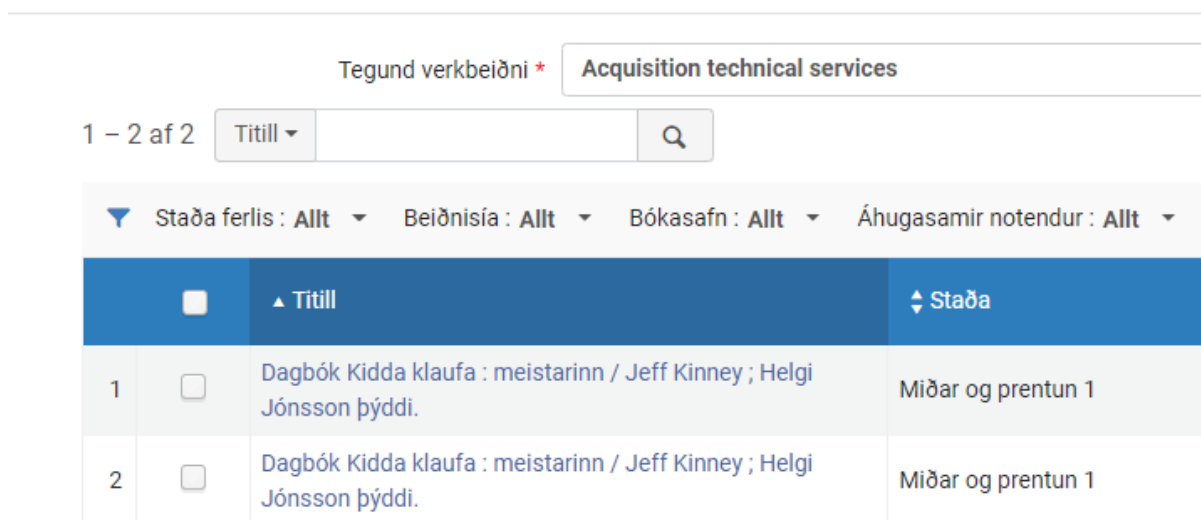 Tegund verkbeiðni * Acquisition technical services
1 – 2 af 2 Titill
Staða ferlis : Allt Beiðnisía : Allt Bókasafn : Allt Áhugasamir notendur : Allt
Titill Staða
1 Dagbók Kidda klaufa : meistarinn / Jeff Kinney ; Helgi
Jónsson þýddi. Miðar og prentun 1
2 Dagbók Kidda klaufa : meistarinn / Jeff Kinney ; Helgi
Jónsson þýddi. Miðar og prentun 1